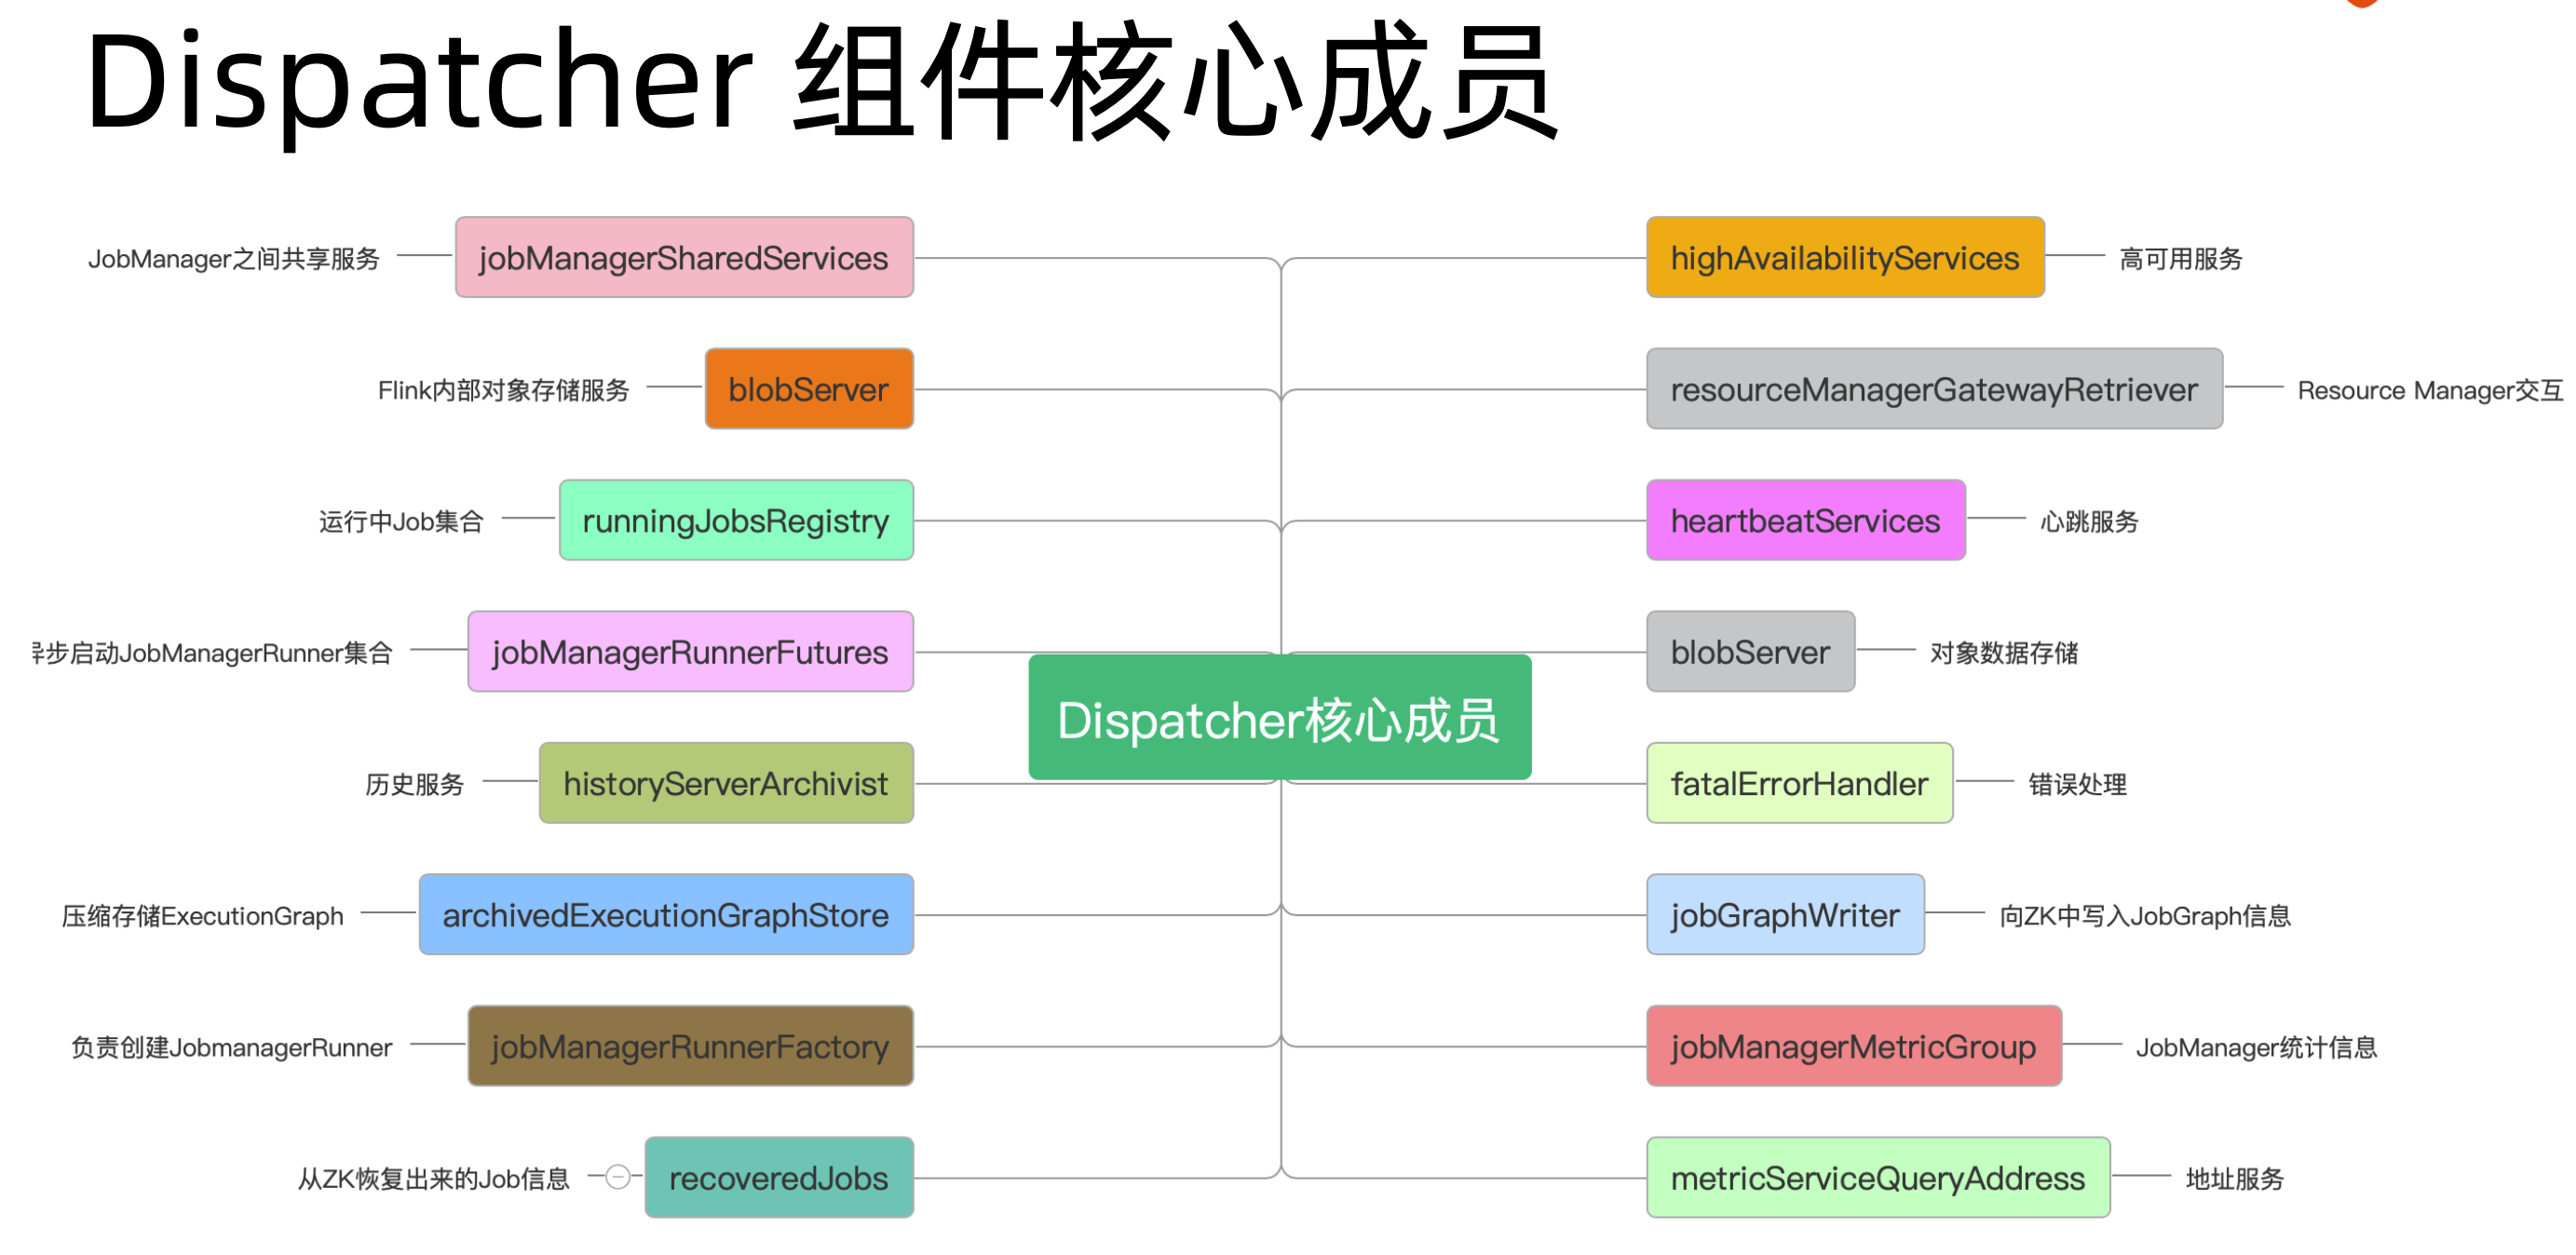 Dispatcher 组件核心成员
JobManager之间共享服务
jobManagerSharedServices
Flink内部对象存储服务
blobServer
运行中Job集合
runningJobsRegistry
步启动JobManagerRunner集合
jobManagerRunnerFutures
历史服务
historyServerArchivist
压缩存储ExecutionGraph
archivedExecutionGraphStore
负责创建JobmanagerRunner
jobManagerRunnerFactory
从ZK恢复出来的Job信息
recoveredJobs
Dispatcher核心成员
highAvailabilityServices
高可用服务
resourceManagerGatewayRetriever
Resource Manager交互
heartbeatServices
心跳服务
blobServer
对象数据存储
fatalErrorHandler
错误处理
jobGraphWriter
向ZK中写入JobGraph信息
jobManagerMetricGroup
JobManager统计信息
metricServiceQueryAddress
地址服务